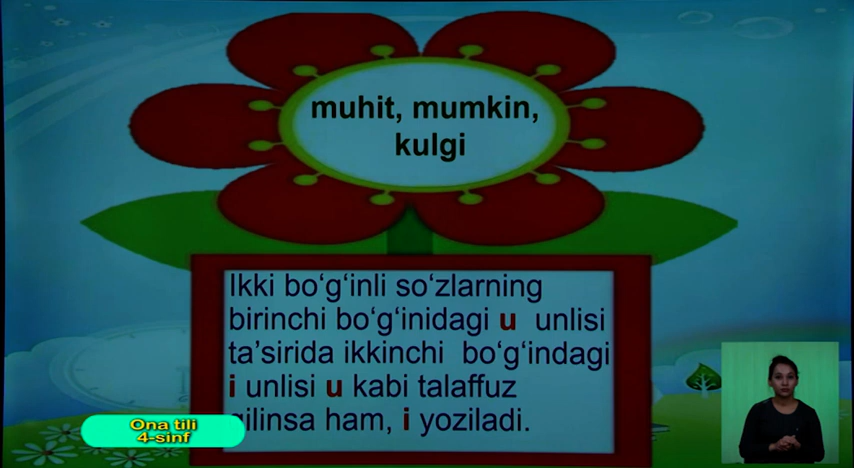 muhit, mumkin,
kulgi
Ikki bo‘g‘inli so‘zlarning
birinchi bo‘g‘inidagi u unlisi
ta’sirida ikkinchi bo‘g‘indagi
i unlisi u kabi talaffuz
qilinsa ham, i yoziladi.
Ona tili
4-sinf